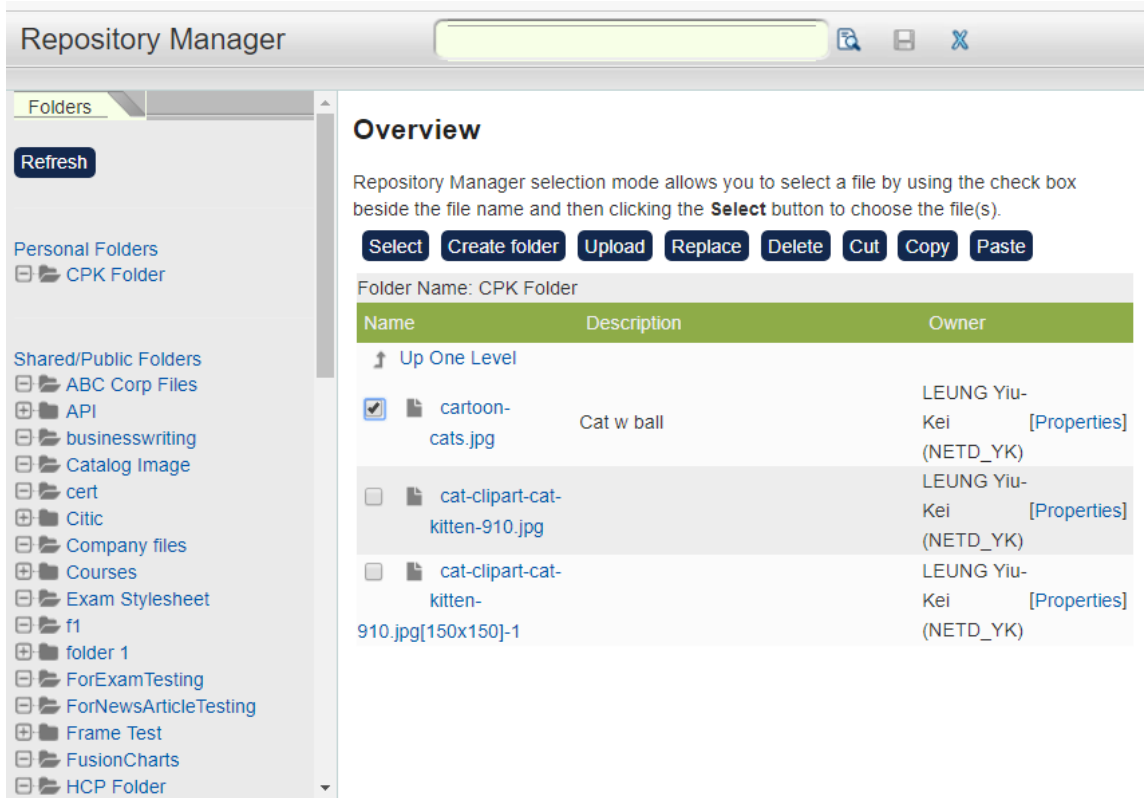 Repository Manager
Folders
Refresh
Personal Folders
CPK Folder
Shared/Public Folders
ABC Corp Files
API
businesswriting
Catalog Image
cert
Citic
Company files
Courses
Exam Stylesheet
f1
folder 1
ForExamTesting
ForNewsArticleTesting
Frame Test
FusionCharts
HCP Folder
Overview
Repository Manager selection mode allows you to select a file by using the check box
beside the file name and then clicking the Select button to choose the file(s).
Select Create folder Upload Replace Delete Cut Copy Paste
Folder Name: CPK Folder
Name Description Owner
Up One Level
cartoon-
cats.jpg
Cat w ball
LEUNG Yiu-
Kei
(NETD_YK)
[Properties]
cat-clipart-cat-
kitten-910.jpg
LEUNG Yiu-
Kei
(NETD_YK)
[Properties]
cat-clipart-cat-
kitten-
910.jpg[150x150]-1
LEUNG Yiu-
Kei
(NETD_YK)
[Properties]